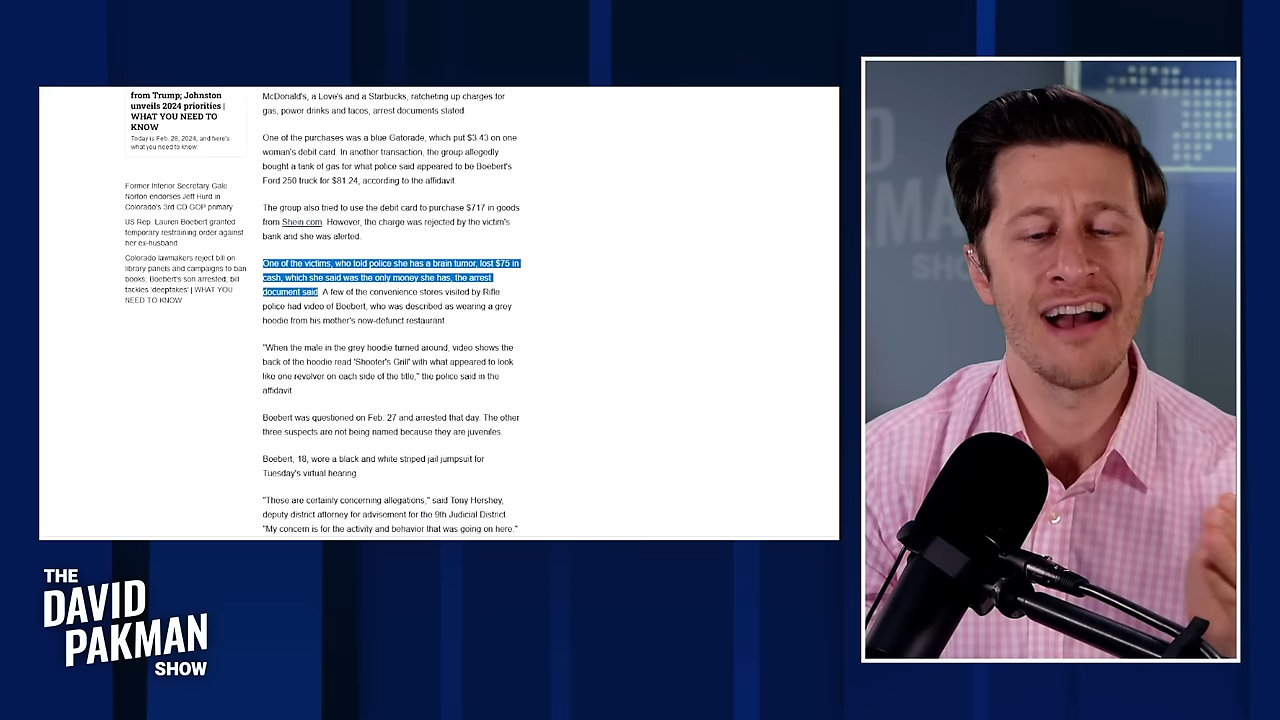 from Trump; Johnston
unveils 2024 priorities |
WHAT YOU NEED TO
KNOW
Today is Feb. 28, 2024, and here's
what you need to know:
Former Interior Secretary Gale
Norton endorses Jeff Hurd in
Colorado's 3rd CD GOP primary
US Rep. Lauren Boebert granted
temporary restraining order against
her ex-husband
Colorado lawmakers reject bill on
library panels and campaigns to ban
books; Boebert's son arrested; bill
tackles 'deepfakes' | WHAT YOU
NEED TO KNOW
McDonald's, a Love's and a Starbucks, ratcheting up charges for
gas, power drinks and tacos, arrest documents stated.
One of the purchases was a blue Gatorade, which put $3.43 on one
woman's debit card. In another transaction, the group allegedly
bought a tank of gas for what police said appeared to be Boebert's
Ford 250 truck for $81.24, according to the affidavit.
The group also tried to use the debit card to purchase $717 in goods
from Shein.com. However, the charge was rejected by the victim's
bank and she was alerted.
One of the victims, who told police she has a brain tumor, lost $75 in
cash, which she said was the only money she has, the arrest
document said. A few of the convenience stores visited by Rifle
police had video of Boebert, who was described as wearing a grey
hoodie from his mother's now-defunct restaurant.
"When the male in the grey hoodie turned around, video shows the
back of the hoodie read 'Shooter's Grill' with what appeared to look
like one revolver on each side of the title," the police said in the
affidavit.
Boebert was questioned on Feb. 27 and arrested that day. The other
three suspects are not being named because they are juveniles.
Boebert, 18, wore a black and white striped jail jumpsuit for
Tuesday's virtual hearing.
"These are certainly concerning allegations," said Tony Hershey,
deputy district attorney for advisement for the 9th Judicial District.
"My concern is for the activity and behavior that was going on here."
THE
DAVID
PAKMAN
SHOW